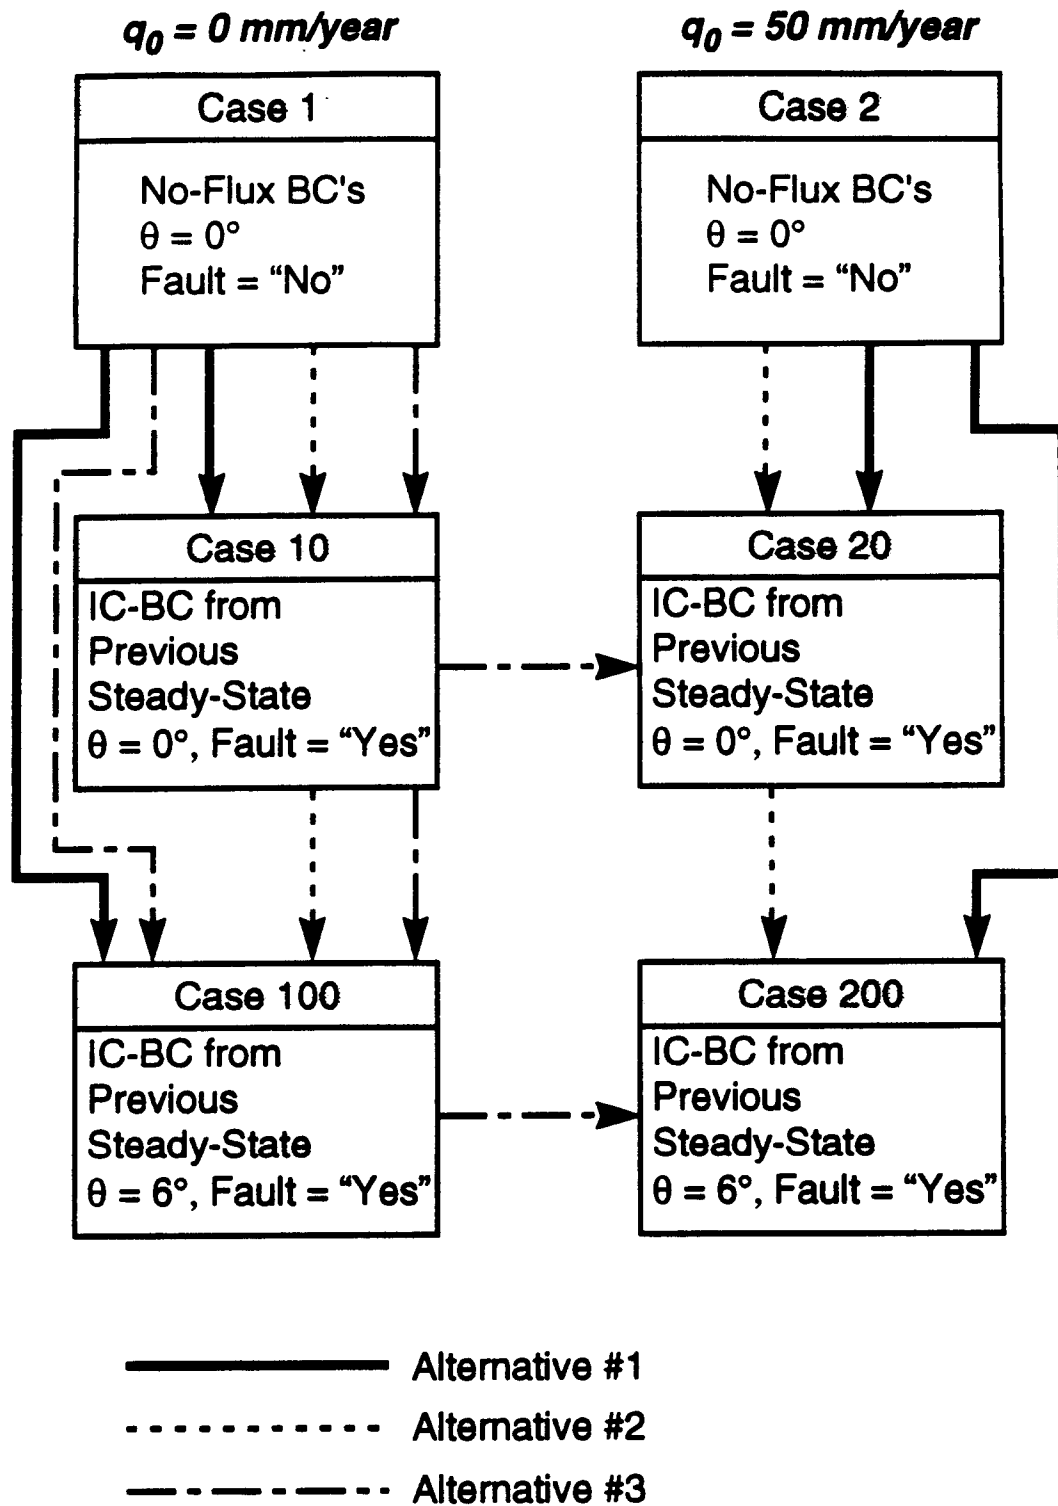 q0 = 0 mm/year
q0 = 50 mm/year
Case 1
No-Flux BC's
θ = 0°
Fault = “No”
Case 2
No-Flux BC's
θ = 0°
Fault = “No”
Case 10
IC-BC from
Previous
Steady-State
θ = 0°, Fault = “Yes”
Case 20
IC-BC from
Previous
Steady-State
θ = 0°, Fault = “Yes”
Case 100
IC-BC from
Previous
Steady-State
θ = 6°, Fault = “Yes”
Case 200
IC-BC from
Previous
Steady-State
θ = 6°, Fault = “Yes”
Alternative #1
Alternative #2
Alternative #3